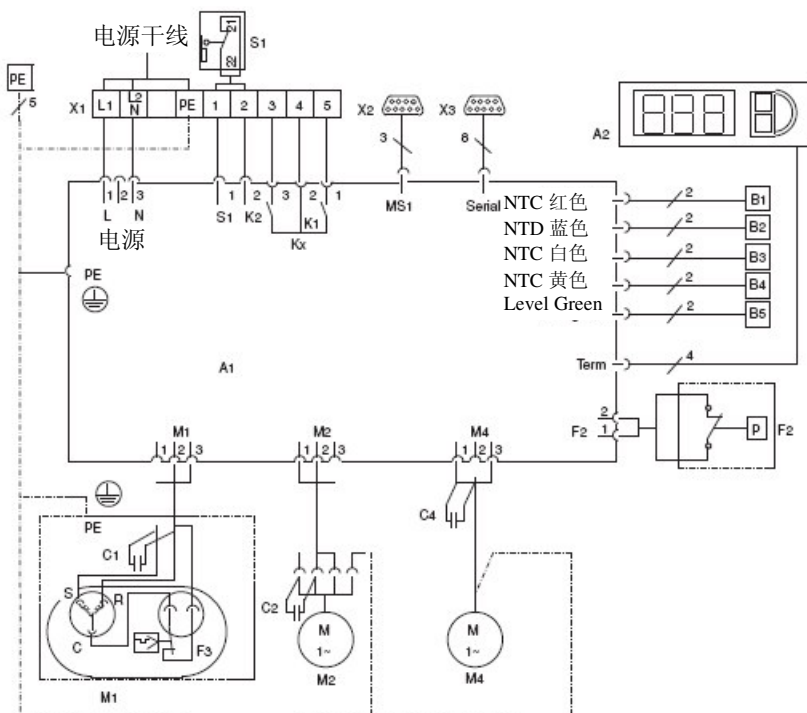 电源干线
21
22
S1
PE
5
X1
L1
L2
N
PE
1
2
3
4
5
X2
X3
3
8
A2
1
2
3
L
N
电源
1
2
3
1
S1
K2
K1
Kx
MS1
Serial
NTC 红色
2
B1
NTD 蓝色
2
B2
NTC 白色
2
B3
NTC 黄色
2
B4
Level Green
2
B5
PE
Term
4
A1
2
1
F2
P
F2
M1
1
2
3
M2
1
2
3
M4
1
2
3
PE
C1
C4
S
R
C
F3
C2
M
1~
M
1~
M1
M2
M4